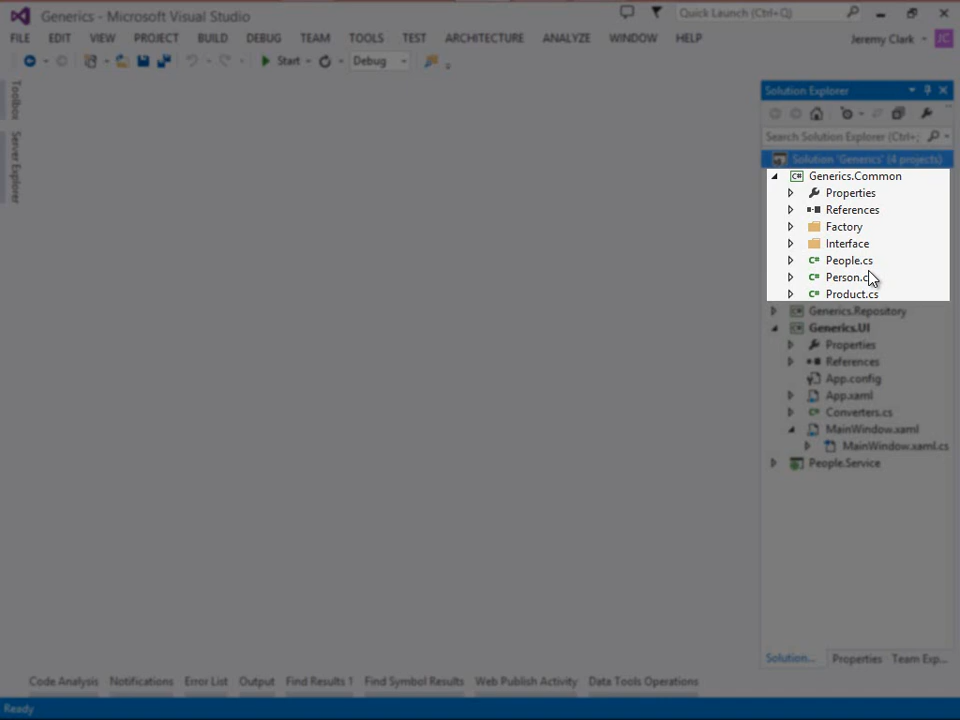 Generics - Microsoft Visual Studio
Quick Launch (Ctrl+Q)
FILE EDIT VIEW PROJECT BUILD DEBUG TEAM TOOLS TEST ARCHITECTURE ANALYZE WINDOW HELP
Jeremy Clark JC
Start Debug
Toolbox
Server Explorer
Solution Explorer
Search Solution Explorer (Ctrl+;
Solution 'Generics' (4 projects)
C# Generics.Common
Properties
References
Factory
Interface
C# People.cs
C# Person.c
C# Product.cs
C# Generics.Repository
C# Generics.UI
Properties
References
App.config
App.xaml
C# Converters.cs
MainWindow.xaml
MainWindow.xaml.cs
People.Service
Solution... Properties Team Exp...
Code Analysis Notifications Error List Output Find Results 1 Find Symbol Results Web Publish Activity Data Tools Operations
Ready